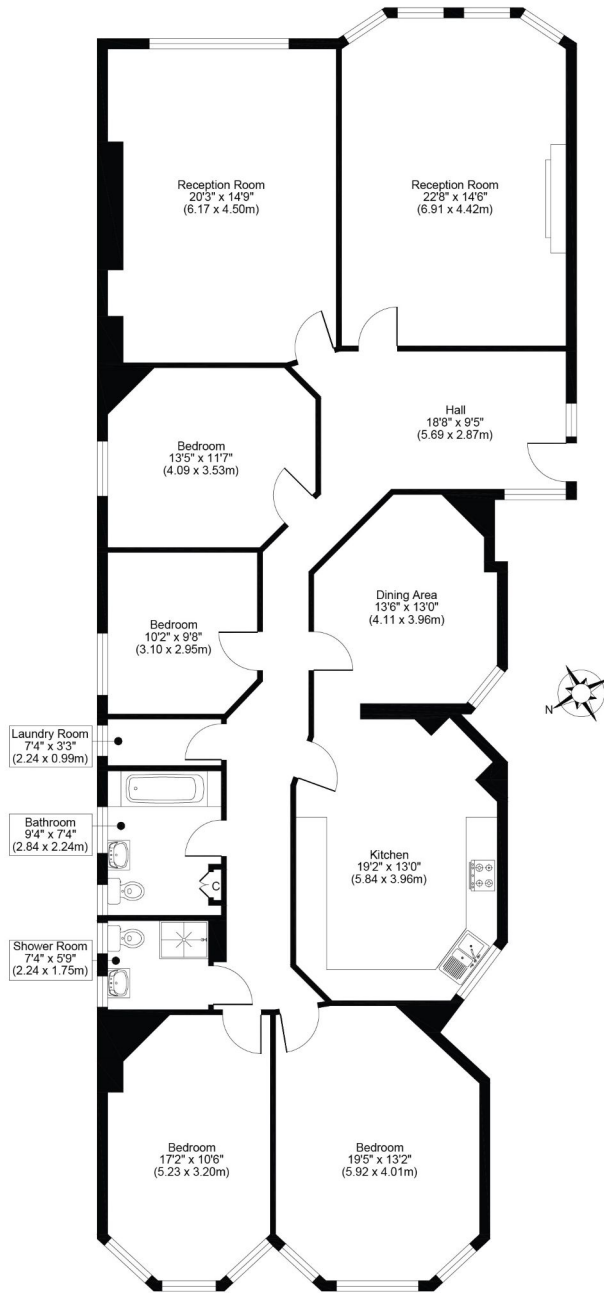 Reception Room
20'3" x 14'9"
(6.17 x 4.50m)
Reception Room
22'8" x 14'6"
(6.91 x 4.42m)
Hall
18'8" x 9'5"
(5.69 x 2.87m)
Bedroom
13'5" x 11'7"
(4.09 x 3.53m)
Dining Area
13'6" x 13'0"
(4.11 x 3.96m)
Bedroom
10'2" x 9'8"
(3.10 x 2.95m)
N
Laundry Room
7'4" x 3'3"
(2.24 x 0.99m)
Bathroom
9'4" x 7'4"
(2.84 x 2.24m)
C
Kitchen
19'2" x 13'0"
(5.84 x 3.96m)
Shower Room
7'4" x 5'9"
(2.24 x 1.75m)
Bedroom
17'2" x 10'6"
(5.23 x 3.20m)
Bedroom
19'5" x 13'2"
(5.92 x 4.01m)